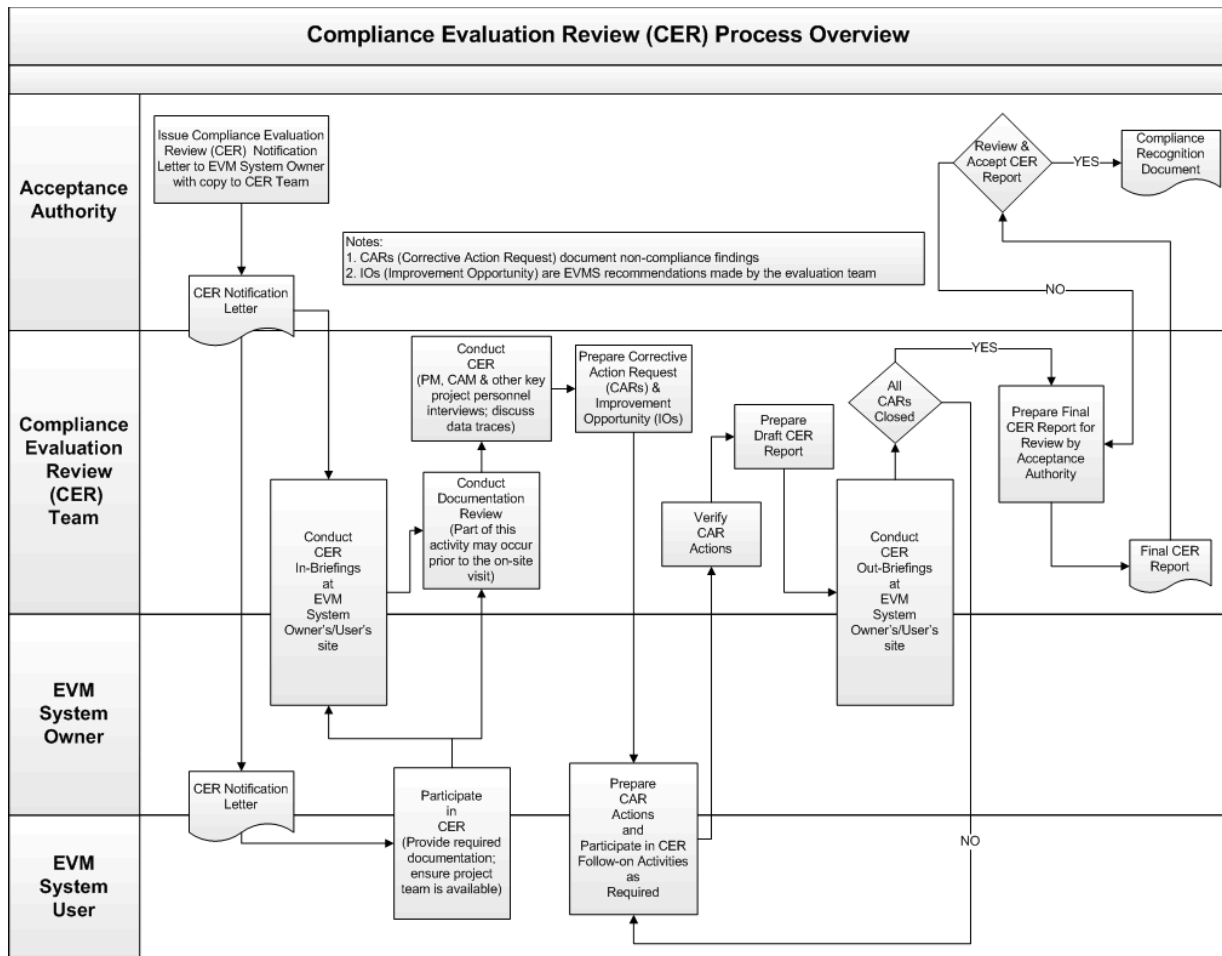 Compliance Evaluation Review (CER) Process Overview
Acceptance
Authority
Issue Compliance Evaluation
Review (CER) Notification
Letter to EVM System Owner
with copy to CER Team
Review &
Accept CER
Report
YES
Compliance
Recognition
Document
Notes:
1. CARs (Corrective Action Request) document non-compliance findings
2. IOs (Improvement Opportunity) are EVMS recommendations made by the evaluation team
CER Notification
Letter
NO
Compliance
Evaluation
Review
(CER)
Team
Conduct
CER
(PM, CAM & other key
project personnel
interviews; discuss
data traces)
Prepare Corrective
Action Request
(CARs) &
Improvement
Opportunity (IOs)
YES
All
CARs
Closed
Prepare
Draft CER
Report
Prepare Final
CER Report for
Review by
Acceptance
Authority
Conduct
Documentation
Review
(Part of this
activity may occur
prior to the on-site
visit)
Verify
CAR
Actions
Conduct
CER
In-Briefings
at
EVM
System
Owner's/User's
site
Conduct
CER
Out-Briefings
at
EVM
System
Owner's/User's
site
Final CER
Report
EVM
System
Owner
CER Notification
Letter
Participate
in
CER
(Provide required
documentation;
ensure project
team is available)
Prepare
CAR
Actions
and
Participate in CER
Follow-on Activities
as
Required
NO
EVM
System
User